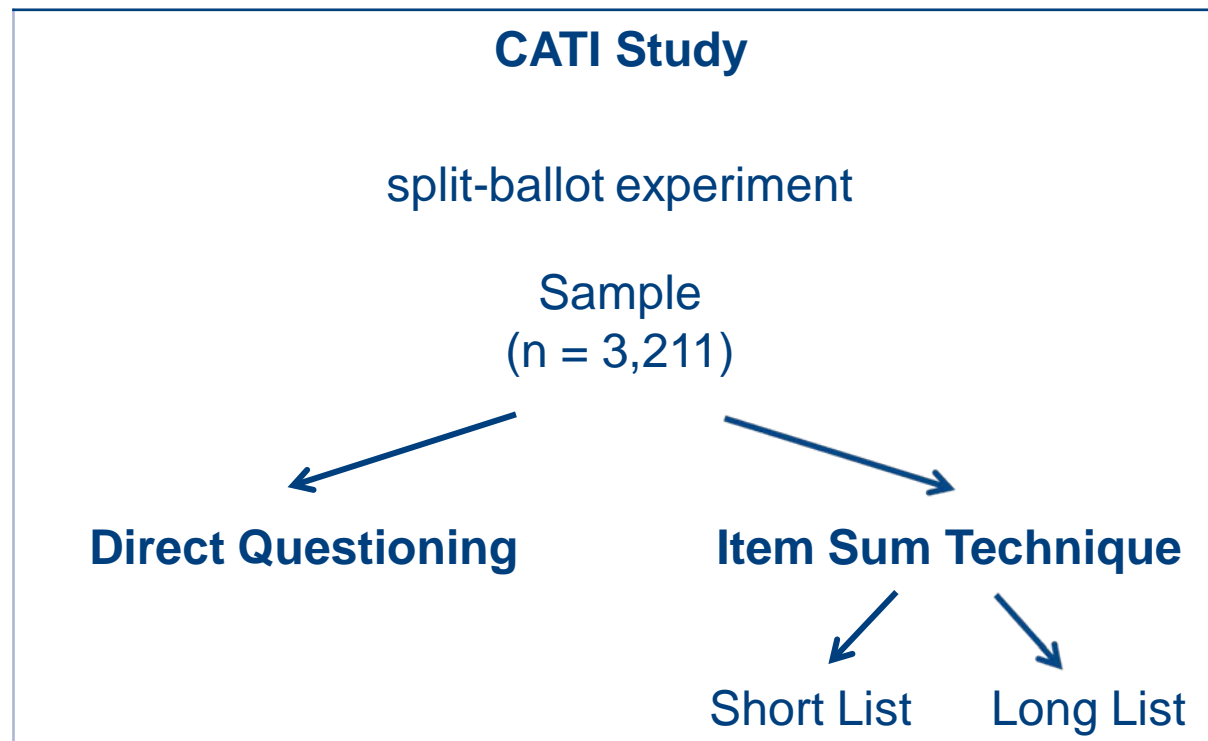 CATI Study
split-ballot experiment
Sample
(n = 3,211)
Direct Questioning
Item Sum Technique
Short List
Long List